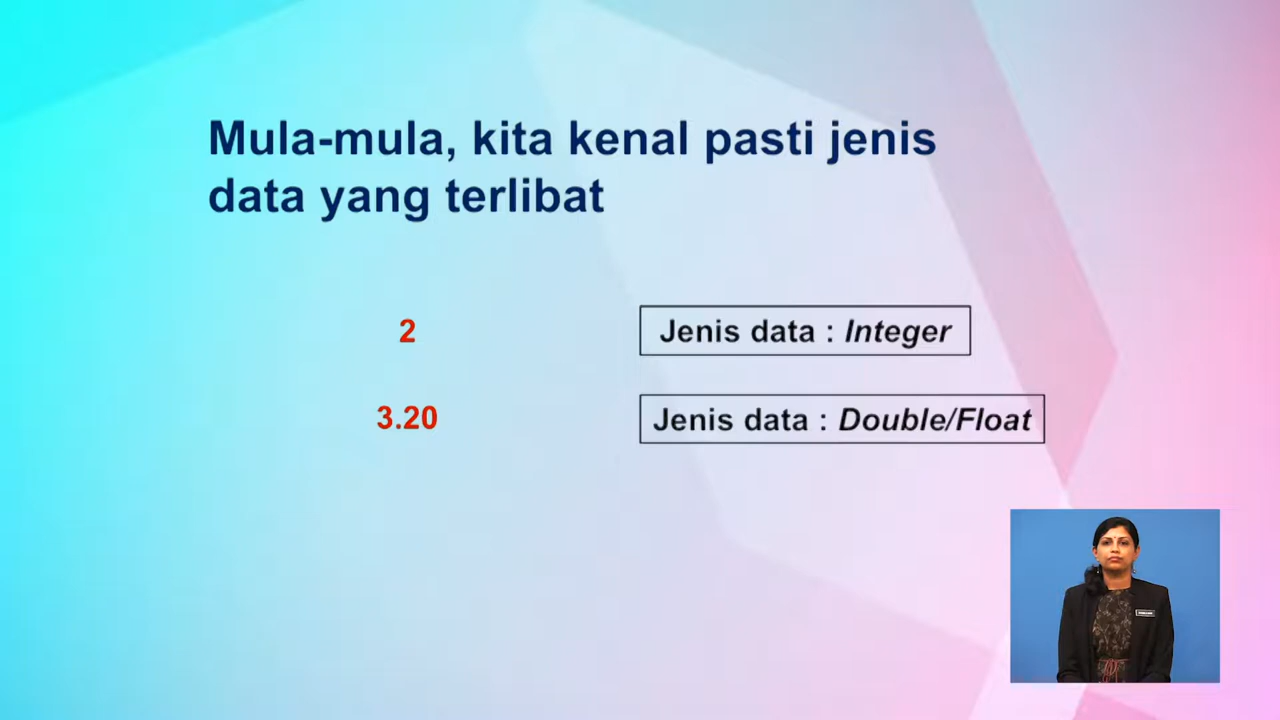 Mula-mula, kita kenal pasti jenis
data yang terlibat
2
Jenis data : Integer
3.20
Jenis data : Double/Float